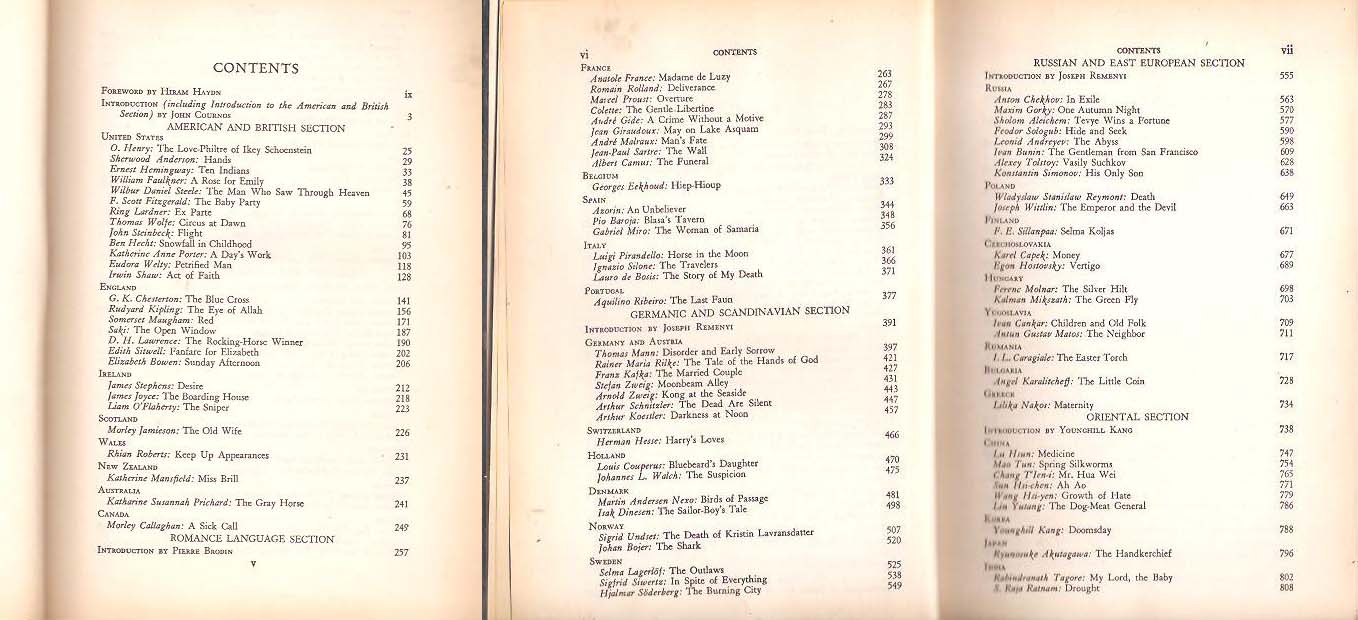 CONTENTS
FOREWORD BY HIRAM HAYDN ix
INTRODUCTION (including Introduction to the American and British
Section) BY JOHN COURNOS 3
AMERICAN AND BRITISH SECTION
UNITED STATES
O. Henry: The Love-Philtre of Ikey Schoenstein 25
Sherwood Anderson: Hands 29
Ernest Hemingway: Ten Indians 33
William Faulkner: A Rose for Emily 38
Wilbur Daniel Steele: The Man Who Saw Through Heaven 45
F. Scott Fitzgerald: The Baby Party 59
Ring Lardner: Ex Parte 68
Thomas Wolfe: Circus at Dawn 76
John Steinbeck: Flight 81
Ben Hecht: Snowfall in Childhood 95
Katherine Anne Porter: A Day's Work 103
Eudora Welty: Petrified Man 118
Irwin Shaw: Act of Faith 128
ENGLAND
G. K. Chesterton: The Blue Cross 141
Rudyard Kipling: The Eye of Allah 156
Somerset Maugham: Red 171
Saki: The Open Window 187
D. H. Lawrence: The Rocking-Horse Winner 190
Edith Sitwell: Fanfare for Elizabeth 202
Elizabeth Bowen: Sunday Afternoon 206
IRELAND
James Stephens: Desire 212
James Joyce: The Boarding House 218
Liam O'Flaherty: The Sniper 223
SCOTLAND
Morley Jamieson: The Old Wife 226
WALES
Rhian Roberts: Keep Up Appearances 231
NEW ZEALAND
Katherine Mansfield: Miss Brill 237
AUSTRALIA
Katharine Susannah Prichard: The Gray Horse 241
CANADA
Morley Callaghan: A Sick Call 249
ROMANCE LANGUAGE SECTION
INTRODUCTION BY PIERRE BRODIN 257
v
vi CONTENTS
FRANCE
Anatole France: Madame de Luzy 263
Romain Rolland: Deliverance 267
Marcel Proust: Overture 278
Colette: The Gentle Libertine 283
André Gide: A Crime Without a Motive 287
Jean Giraudoux: May on Lake Asquam 293
André Malraux: Man's Fate 299
Jean-Paul Sartre: The Wall 308
Albert Camus: The Funeral 324
BELGIUM
Georges Eekhoud: Hiep-Hioup 333
SPAIN
Azorin: An Unbeliever 344
Pio Baroja: Blasa's Tavern 348
Gabriel Miro: The Woman of Samaria 356
ITALY
Luigi Pirandello: Horse in the Moon 361
Ignazio Silone: The Travelers 366
Lauro de Bosis: The Story of My Death 371
PORTUGAL
Aquilino Ribeiro: The Last Faun 377
GERMANIC AND SCANDINAVIAN SECTION
INTRODUCTION BY JOSEPH REMENYI 391
GERMANY AND AUSTRIA
Thomas Mann: Disorder and Early Sorrow 397
Rainer Maria Rilke: The Tale of the Hands of God 421
Franz Kafka: The Married Couple 427
Stefan Zweig: Moonbeam Alley 431
Arnold Zweig: Kong at the Seaside 443
Arthur Schnitzler: The Dead Are Silent 447
Arthur Koestler: Darkness at Noon 457
SWITZERLAND
Herman Hesse: Harry's Loves 466
HOLLAND
Louis Couperus: Bluebeard's Daughter 470
Johannes L. Walch: The Suspicion 475
DENMARK
Martin Andersen Nexo: Birds of Passage 481
Isak Dinesen: The Sailor-Boy's Tale 498
NORWAY
Sigrid Undset: The Death of Kristin Lavransdatter 507
Johan Bojer: The Shark 520
SWEDEN
Selma Lagerlöf: The Outlaws 525
Sigfrid Siwertz: In Spite of Everything 538
Hjalmar Söderberg: The Burning City 549
CONTENTS vii
RUSSIAN AND EAST EUROPEAN SECTION
INTRODUCTION BY JOSEPH REMENYI 555
RUSSIA
Anton Chekhov: In Exile 563
Maxim Gorky: One Autumn Night 570
Sholom Aleichem: Tevye Wins a Fortune 577
Feodor Sologub: Hide and Seek 590
Leonid Andreyev: The Abyss 598
Ivan Bunin: The Gentleman from San Francisco 609
Alexey Tolstoy: Vasily Suchkov 628
Konstantin Simonov: His Only Son 638
POLAND
Wladyslaw Stanislaw Reymont: Death 649
Joseph Wittlin: The Emperor and the Devil 663
FINLAND
F. E. Sillanpaa: Selma Koljas 671
CZECHOSLOVAKIA
Karel Capek: Money 677
Egon Hostovsky: Vertigo 689
HUNGARY
Ferenc Molnar: The Silver Hilt 698
Kalman Mikszath: The Green Fly 703
YUGOSLAVIA
Ivan Cankar: Children and Old Folk 709
Antun Gustav Matos: The Neighbor 711
RUMANIA
I. L. Caragiale: The Easter Torch 717
BULGARIA
Angel Karalitcheff: The Little Coin 728
GREECE
Lilika Nakos: Maternity 734
ORIENTAL SECTION
INTRODUCTION BY YOUNGHILL KANG 738
CHINA
Lu Hsun: Medicine 747
Mao Tun: Spring Silkworms 754
Chang T'ien-i: Mr. Hua Wei 765
Sun Hsi-chen: Ah Ao 771
Wang Hsi-yen: Growth of Hate 779
Lin Yutang: The Dog-Meat General 786
KOREA
Younghill Kang: Doomsday 788
JAPAN
Ryunosuke Akutagawa: The Handkerchief 796
INDIA
Rabindranath Tagore: My Lord, the Baby 802
S. Raja Ratnam: Drought 808